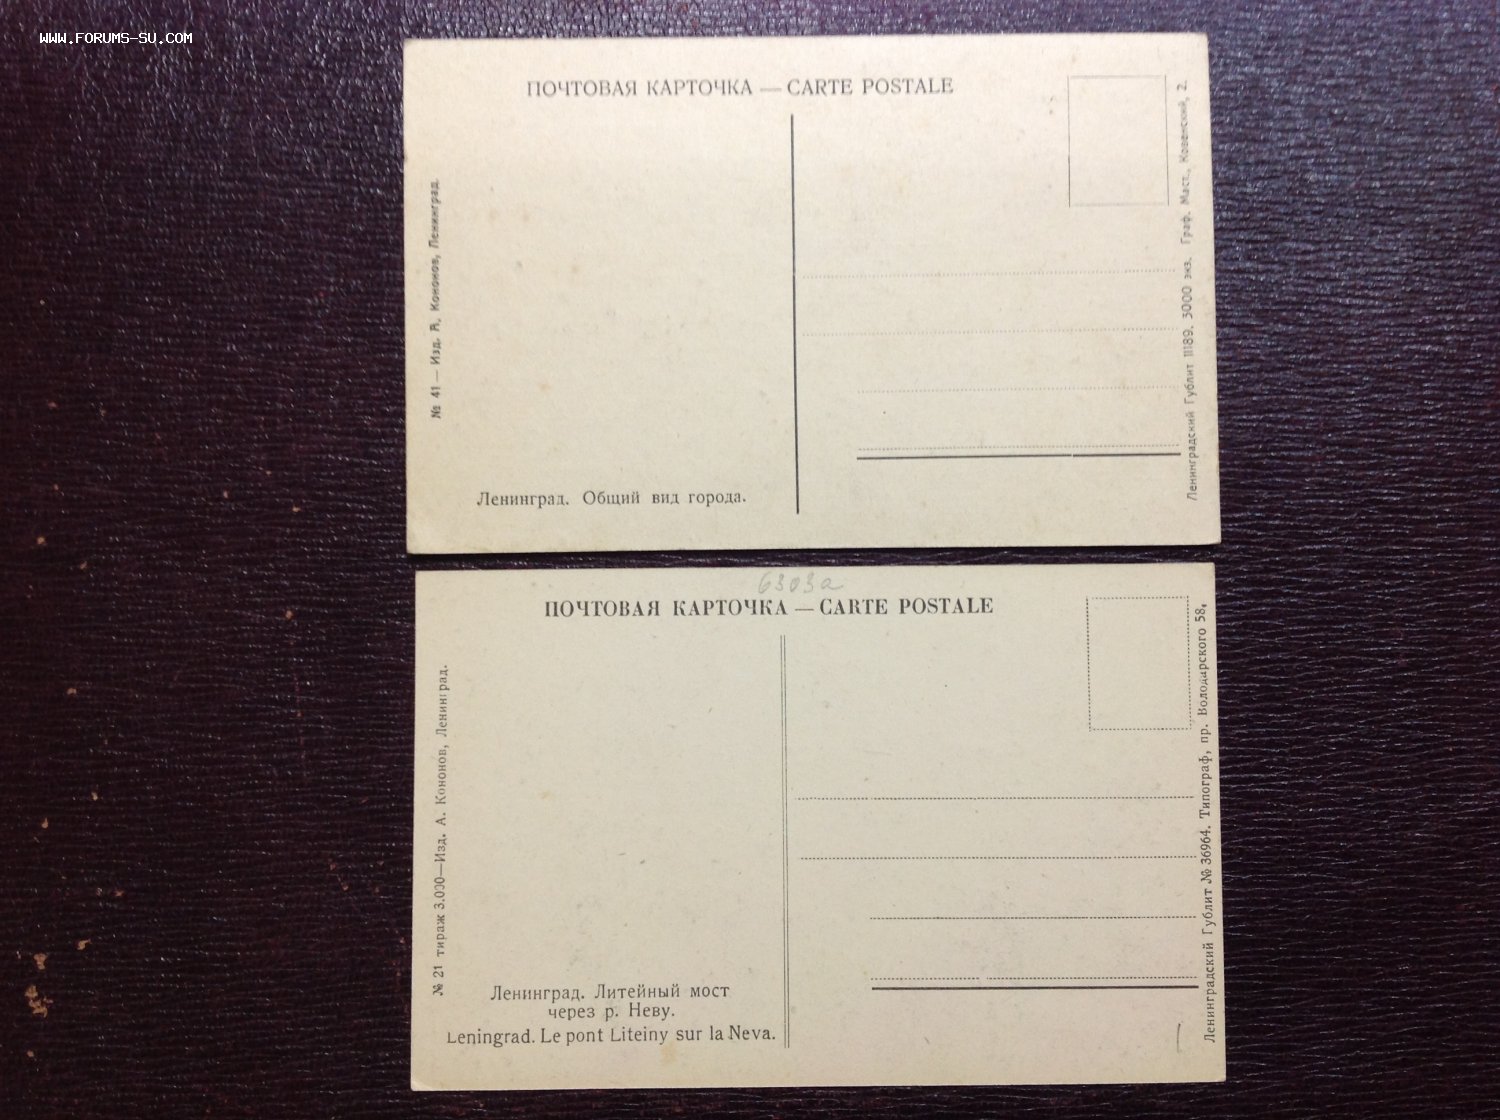 WWW.FORUMS-SU.COM
ПОЧТОВАЯ КАРТОЧКА — CARTE POSTALE
№ 41 — Изд. А. Кононов, Ленинград.
Ленинград. Общий вид города.
Ленинградский Гублит 11189. 3000 экз. Граф. Маст., Ковенский, 2.
6303а
ПОЧТОВАЯ КАРТОЧКА — CARTE POSTALE
№ 21 тираж 3.000—Изд. А. Кононов, Ленинград.
Ленинград. Литейный мост
через р. Неву.
Leningrad. Le pont Liteiny sur la Neva.
Ленинградский Гублит № 36964. Типограф, пр. Володарского 58.